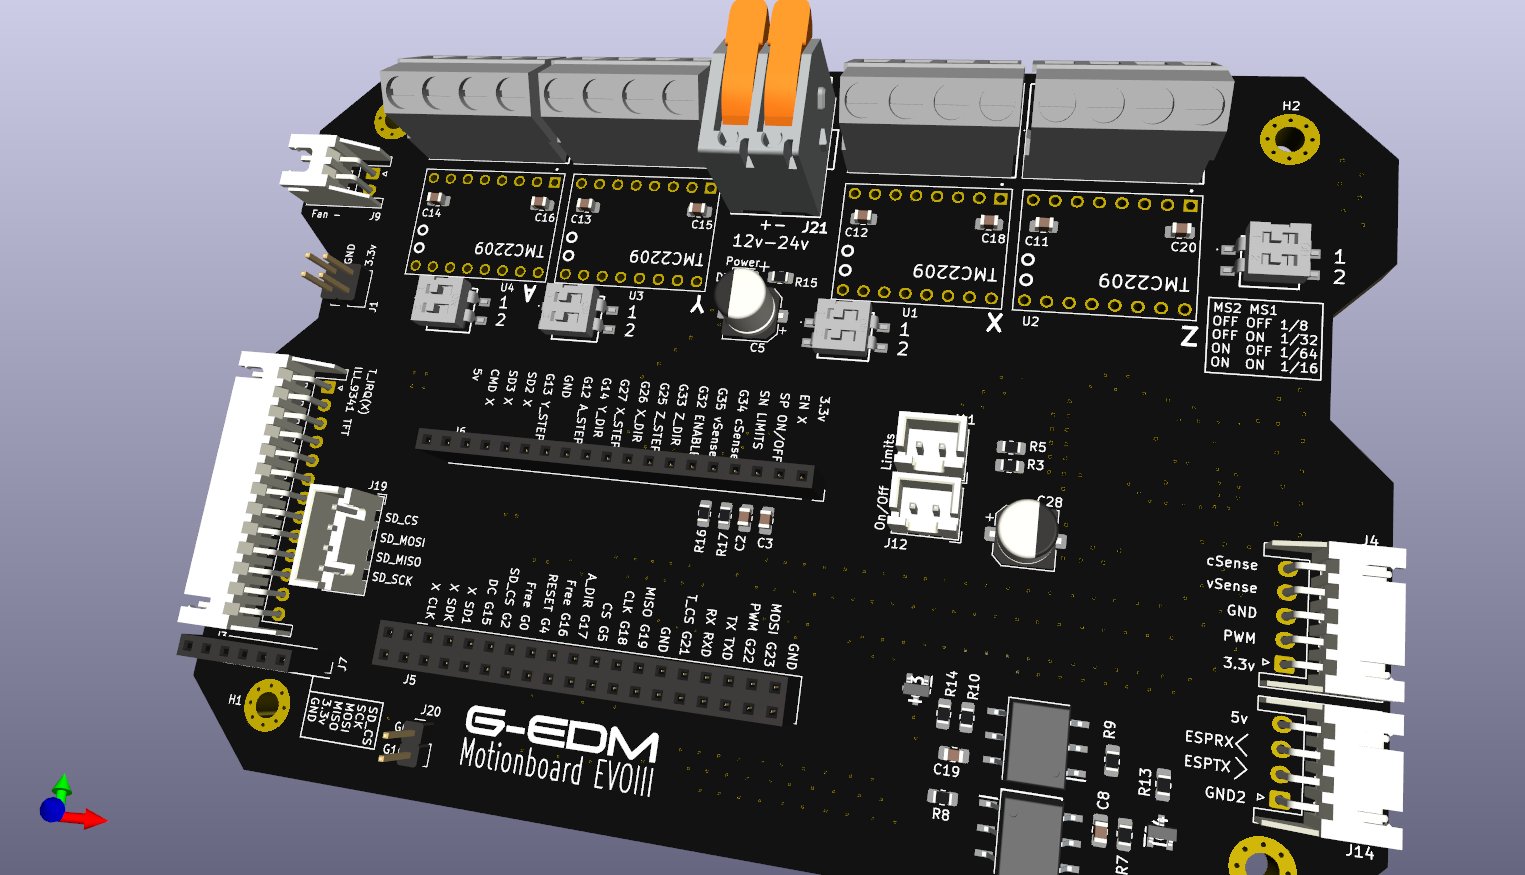 H2
J9
Fan -
C14
C16
C13
C15
C12
C18
C11
C20
TMC2209
TMC2209
TMC2209
TMC2209
+- J21
12v-24v
Power
+
R15
C5
+
GND
3.3v
J1
U4
A
U3
Y
U1
X
U2
Z
1
2
1
2
1
2
1
2
MS2 MS1
OFF OFF 1/8
OFF ON 1/32
ON OFF 1/64
ON ON 1/16
T_IRQ(X)
ILI_9341 TFT
5v
CMD X
SD3 X
SD2 X
G13 Y_STEP
GND
G12 A_STEP
G14 Y_DIR
G27 X_STEP
G26 X_DIR
G25 Z_STEP
G33 Z_DIR
G32 ENABLE
G35 vSense
G34 cSense
SN LIMITS
SP ON/OFF
EN X
3.3v
Limits
On/Off
J12
R5
R3
C28
+
J19
SD_CS
SD_MOSI
SD_MISO
SD_SCK
R16
R17
C2
C3
X CLK
X SD0
X SD1
DC G15
SD_CS G2
Free G0
RESET G4
Free G16
A_DIR G17
CS G5
CLK G18
MISO G19
GND
T_CS G21
RX RXD
TX TXD
PWM G22
MOSI G23
GND
J4
cSense
vSense
GND
PWM
3.3v
5v
ESPRX
ESPTX
GND2
J14
J7
J5
H1
SD_CS
SCK
MOSI
MISO
3.3v
GND
J20
G-EDM
Motionboard EVOIII
R14
R10
C19
R8
R9
R13
C8
R7